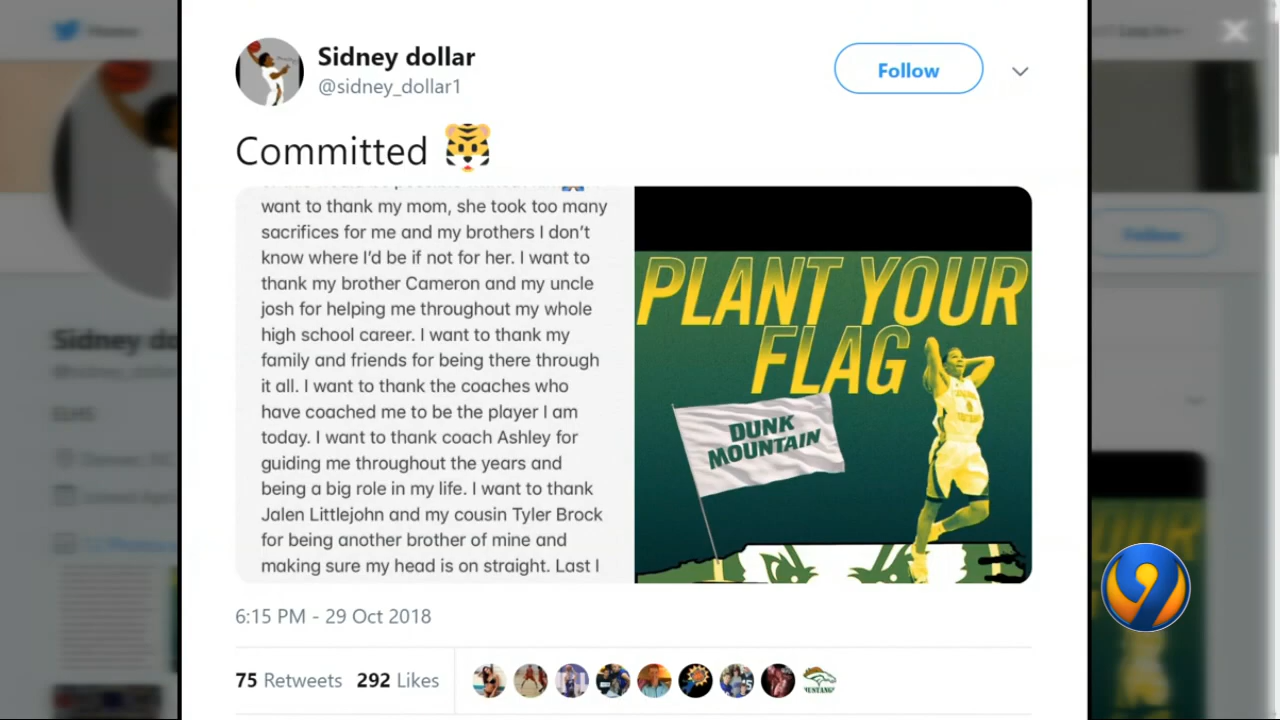 Sidney dollar
@sidney_dollar1
Follow
Committed
want to thank my mom, she took too many
sacrifices for me and my brothers I don't
know where I'd be if not for her. I want to
thank my brother Cameron and my uncle
josh for helping me throughout my whole
high school career. I want to thank my
family and friends for being there through
it all. I want to thank the coaches who
have coached me to be the player I am
today. I want to thank coach Ashley for
guiding me throughout the years and
being a big role in my life. I want to thank
Jalen Littlejohn and my cousin Tyler Brock
for being another brother of mine and
making sure my head is on straight. Last I
PLANT YOUR
FLAG
DUNK
MOUNTAIN
6:15 PM - 29 Oct 2018
75 Retweets 292 Likes
9